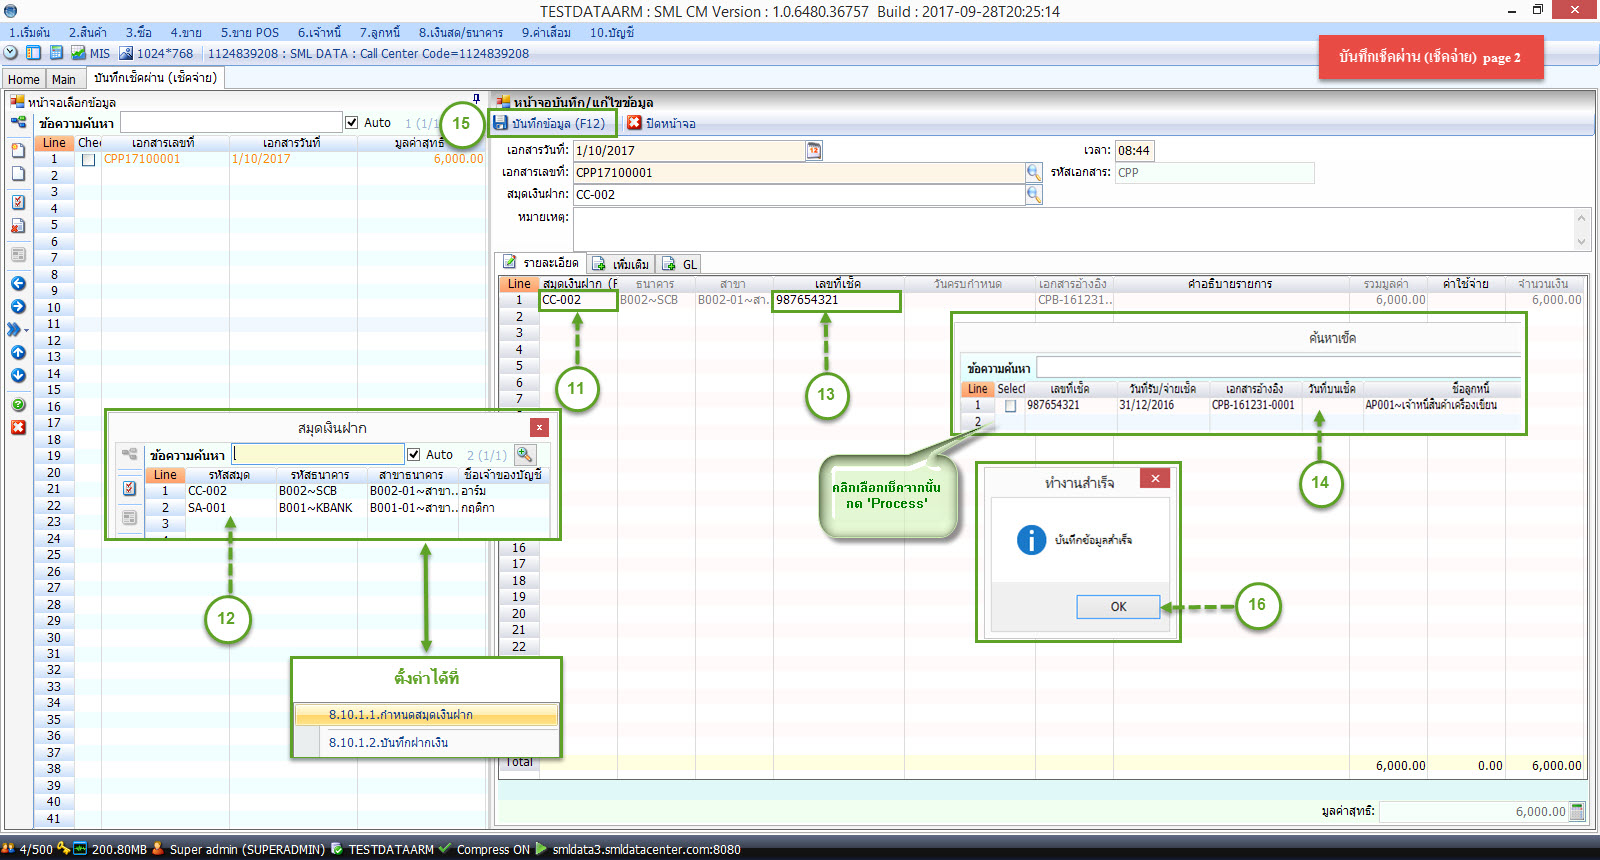 TESTDATAARM : SML CM Version : 1.0.6480.36757  Build : 2017-09-28T20:25:14
1.เริ่มต้น 2.สินค้า 3.ซื้อ 4.ขาย 5.ขาย POS 6.เจ้าหนี้ 7.ลูกหนี้ 8.เงินสด/ธนาคาร 9.ค่าเสื่อม 10.บัญชี
MIS 1024*768 1124839208 : SML DATA : Call Center Code=1124839208
บันทึกเช็คผ่าน (เช็คจ่าย) page 2
Home Main บันทึกเช็คผ่าน (เช็คจ่าย)
หน้าจอเลือกข้อมูล
ข้อความค้นหา Auto 1 (1/1
Line Che เอกสารเลขที่ เอกสารวันที่ มูลค่าสุทธิ
1 CPP17100001 1/10/2017 6,000.00
2
3
4
5
6
7
8
9
10
11
12
13
14
15
16
17
18
19
20
21
22
23
24
25
26
27
28
29
30
31
32
33
34
35
36
37
38
39
40
41
15
หน้าจอบันทึก/แก้ไขข้อมูล
บันทึกข้อมูล (F12) ปิดหน้าจอ
เอกสารวันที่: 1/10/2017 12 เวลา: 08:44
เอกสารเลขที่: CPP17100001 รหัสเอกสาร: CPP
สมุดเงินฝาก: CC-002
หมายเหตุ:
รายละเอียด เพิ่มเติม GL
Line สมุดเงินฝาก (F ธนาคาร สาขา เลขที่เช็ค วันครบกำหนด เอกสารอ้างอิง คำอธิบายรายการ รวมมูลค่า ค่าใช้จ่าย จำนวนเงิน
1 CC-002 B002~SCB B002-01~สา. 987654321 CPB-161231.. 6,000.00 6,000.00
2
3
4
5
6
7
16
17
18
19
20
21
22
Total 6,000.00 0.00 6,000.00
มูลค่าสุทธิ: 6,000.00
11
13
ค้นหาเช็ค
ข้อความค้นหา
Line Select เลขที่เช็ค วันที่รับ/จ่ายเช็ค เอกสารอ้างอิง วันที่บนเช็ค ชื่อลูกหนี้
1 987654321 31/12/2016 CPB-161231-0001 AP001~เจ้าหนี้สินค้าเครื่องเขียน
2
คลิกเลือกเช็คจากนั้น
กด 'Process'
14
สมุดเงินฝาก
x
ข้อความค้นหา Auto 2 (1/1)
Line รหัสสมุด รหัสธนาคาร สาขาธนาคาร ชื่อเจ้าของบัญชี
1 CC-002 B002~SCB B002-01~สาขา.. อาร์ม
2 SA-001 B001~KBANK B001-01~สาขา.. กฤติกา
3
12
ตั้งค่าได้ที่
8.10.1.1.กำหนดสมุดเงินฝาก
8.10.1.2.บันทึกฝากเงิน
ทำงานสำเร็จ
บันทึกข้อมูลสำเร็จ
OK
16
4/500 200.80MB Super admin (SUPERADMIN) TESTDATAARM Compress ON smldata3.smldatacenter.com:8080